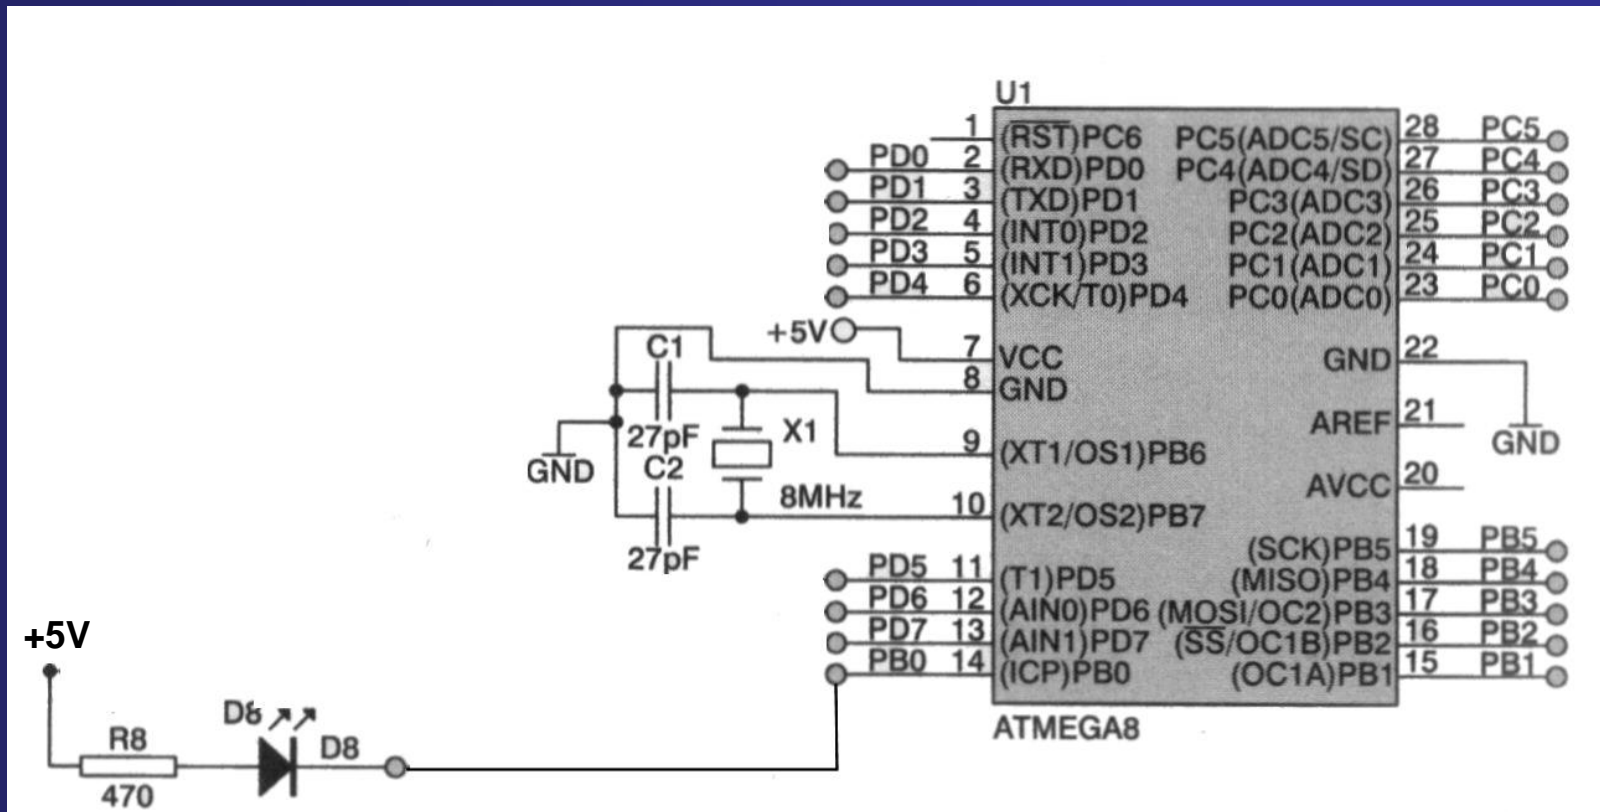 U1
1 (RST)PC6 PC5(ADC5/SC) 28 PC5
PD0 2 (RXD)PD0 PC4(ADC4/SD) 27 PC4
PD1 3 (TXD)PD1 PC3(ADC3) 26 PC3
PD2 4 (INT0)PD2 PC2(ADC2) 25 PC2
PD3 5 (INT1)PD3 PC1(ADC1) 24 PC1
PD4 6 (XCK/T0)PD4 PC0(ADC0) 23 PC0
+5V 7 VCC GND 22
C1
8 GND
AREF 21
27pF X1
GND
9 (XT1/OS1)PB6
C2
GND
AVCC 20
8MHz
10 (XT2/OS2)PB7
27pF
(SCK)PB5 19 PB5
PD5 11 (T1)PD5 (MISO)PB4 18 PB4
PD6 12 (AIN0)PD6 (MOSI/OC2)PB3 17 PB3
PD7 13 (AIN1)PD7 (SS/OC1B)PB2 16 PB2
PB0 14 (ICP)PB0 (OC1A)PB1 15 PB1
ATMEGA8
+5V
D8
R8 D8
470